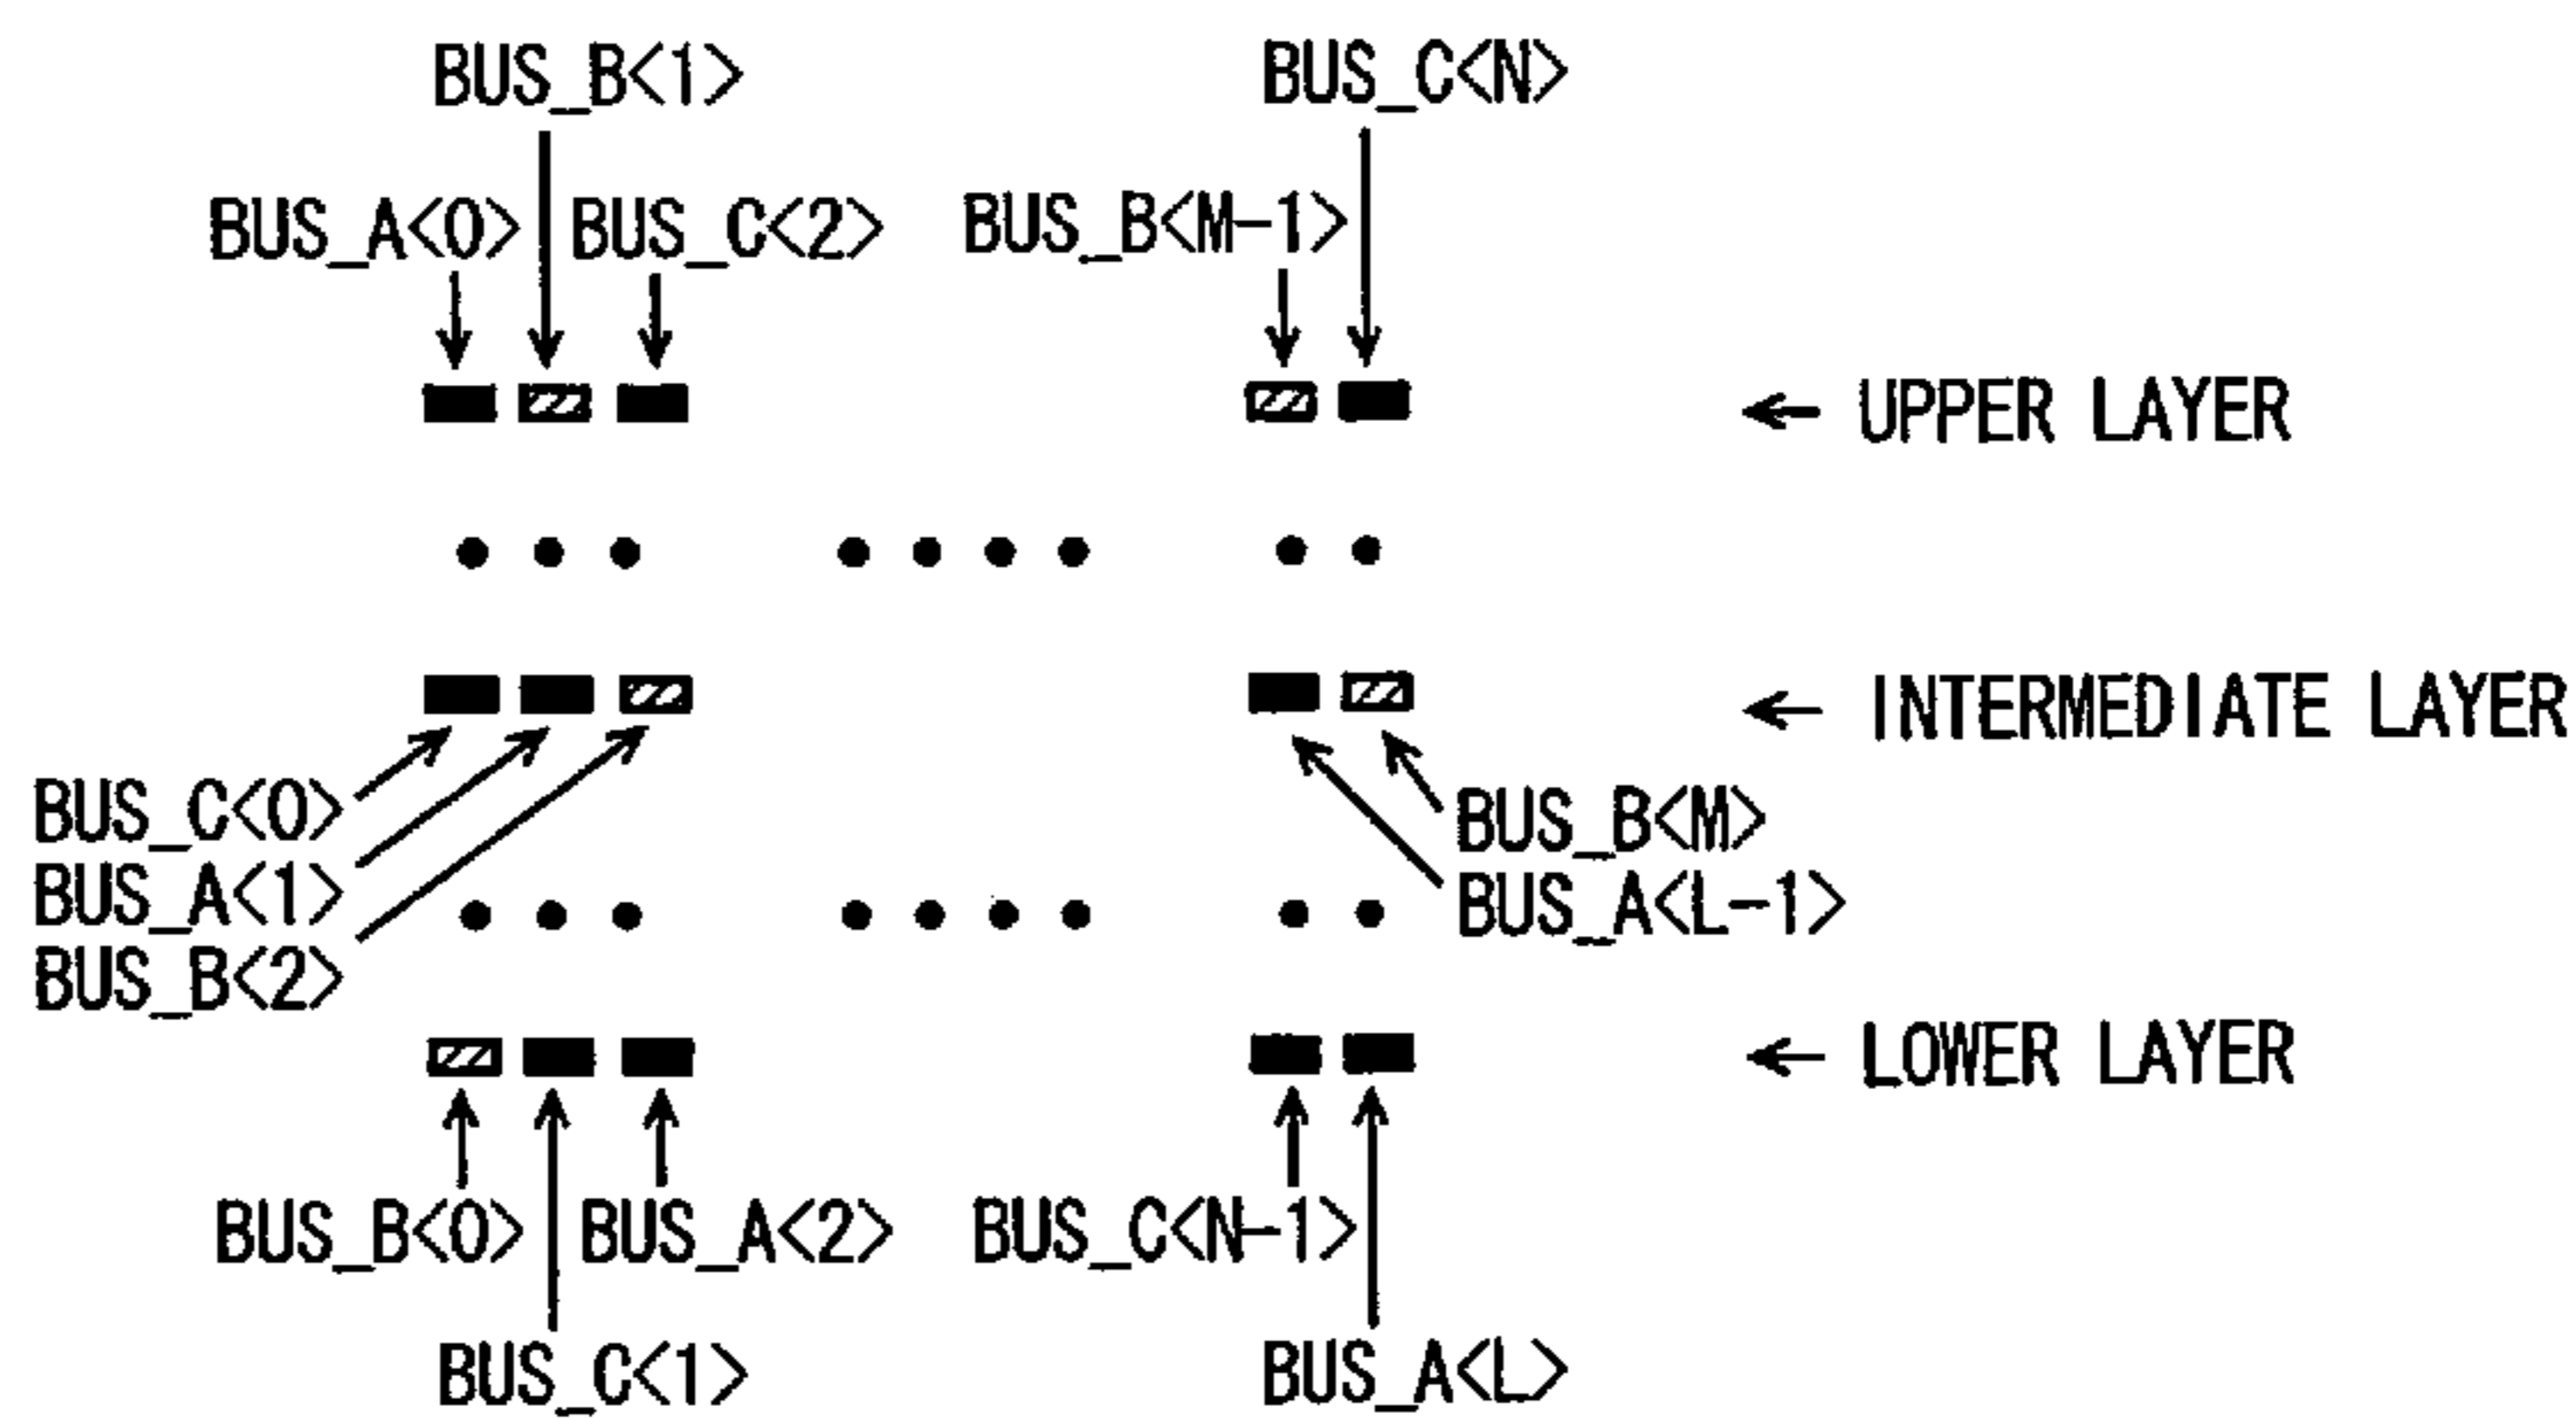 BUS_B<1>
BUS_C<N>
BUS_A<0>
BUS_C<2>
BUS_B<M-1>
UPPER LAYER
INTERMEDIATE LAYER
BUS_C<0>
BUS_A<1>
BUS_B<2>
BUS_B<M>
BUS_A<L-1>
LOWER LAYER
BUS_B<0>
BUS_A<2>
BUS_C<N-1>
BUS_C<1>
BUS_A<L>